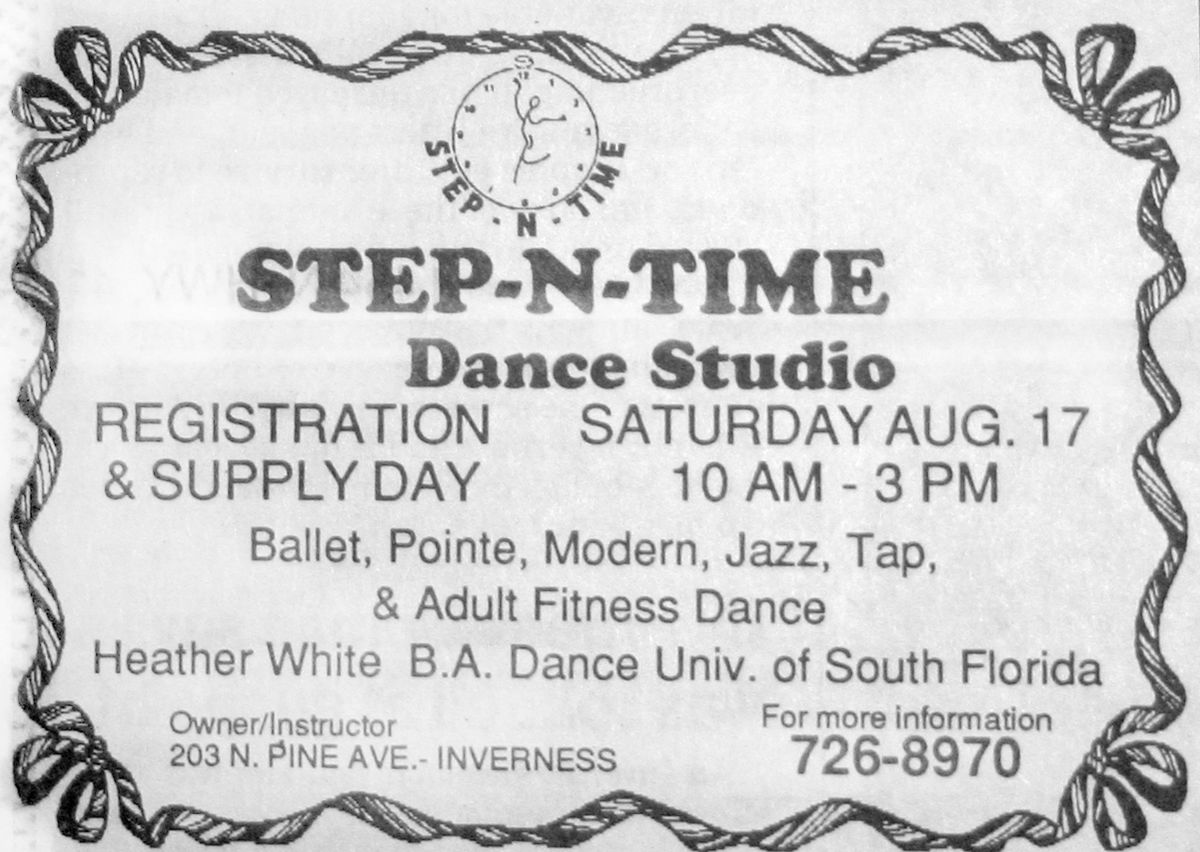 STEP-N-TIME
STEP-N-TIME
Dance Studio
REGISTRATION SATURDAY AUG. 17
& SUPPLY DAY 10 AM - 3 PM
Ballet, Pointe, Modern, Jazz, Tap,
& Adult Fitness Dance
Heather White B.A. Dance Univ. of South Florida
Owner/Instructor
203 N. PINE AVE.- INVERNESS
For more information
726-8970